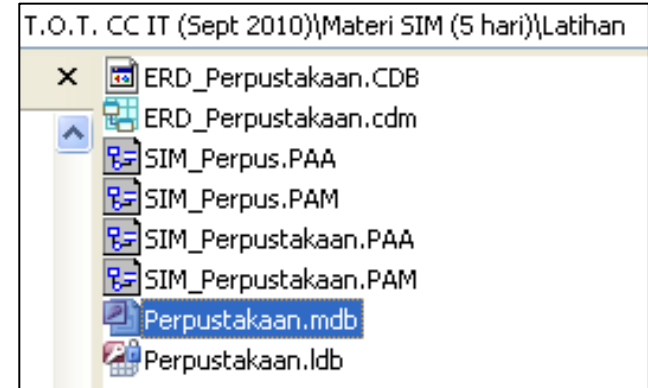 T.O.T. CC IT (Sept 2010)\Materi SIM (5 hari)\Latihan
ERD_Perpustakaan.CDB
ERD_Perpustakaan.cdm
SIM_Perpus.PAA
SIM_Perpus.PAM
SIM_Perpustakaan.PAA
SIM_Perpustakaan.PAM
Perpustakaan.mdb
Perpustakaan.ldb